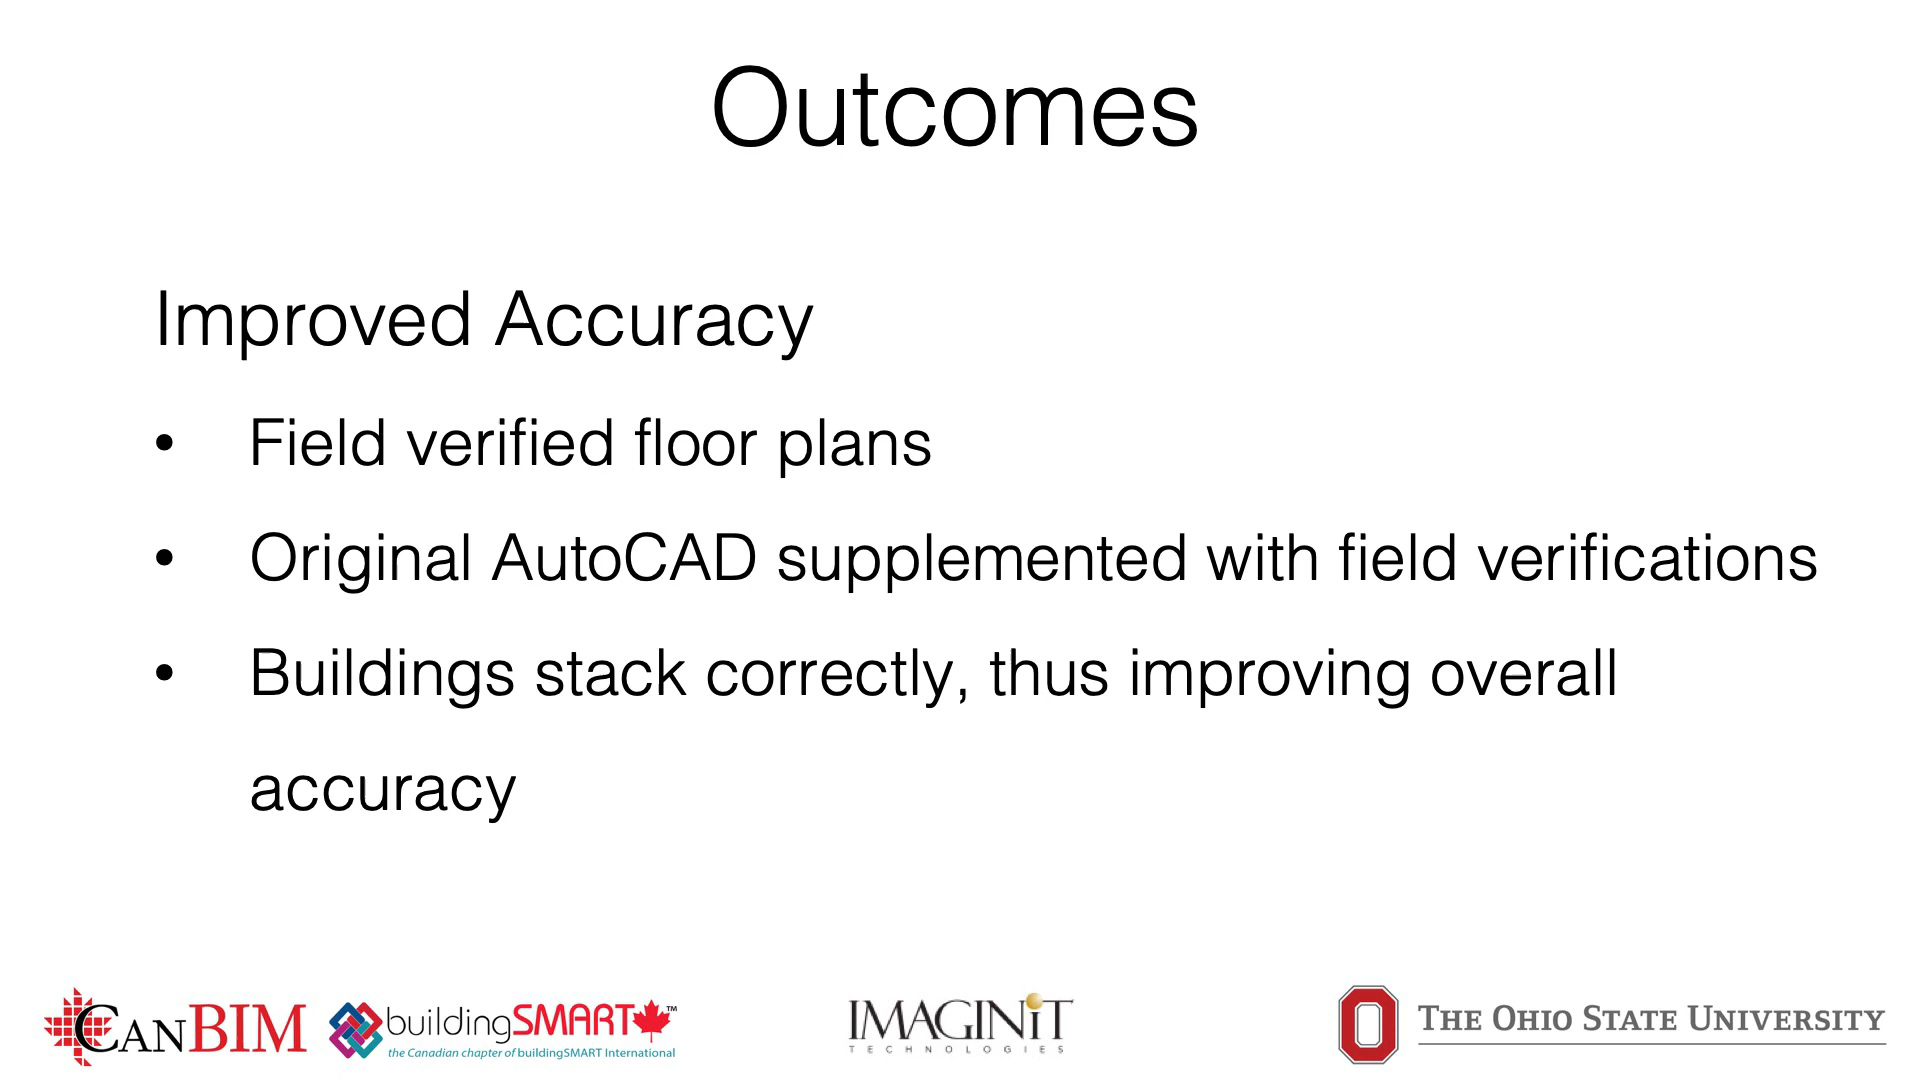 Outcomes
Improved Accuracy
• Field verified floor plans
• Original AutoCAD supplemented with field verifications
• Buildings stack correctly, thus improving overall
accuracy
CANBIM
buildingSMART™
the Canadian chapter of buildingSMART International
IMAGINiT
TECHNOLOGIES
THE OHIO STATE UNIVERSITY